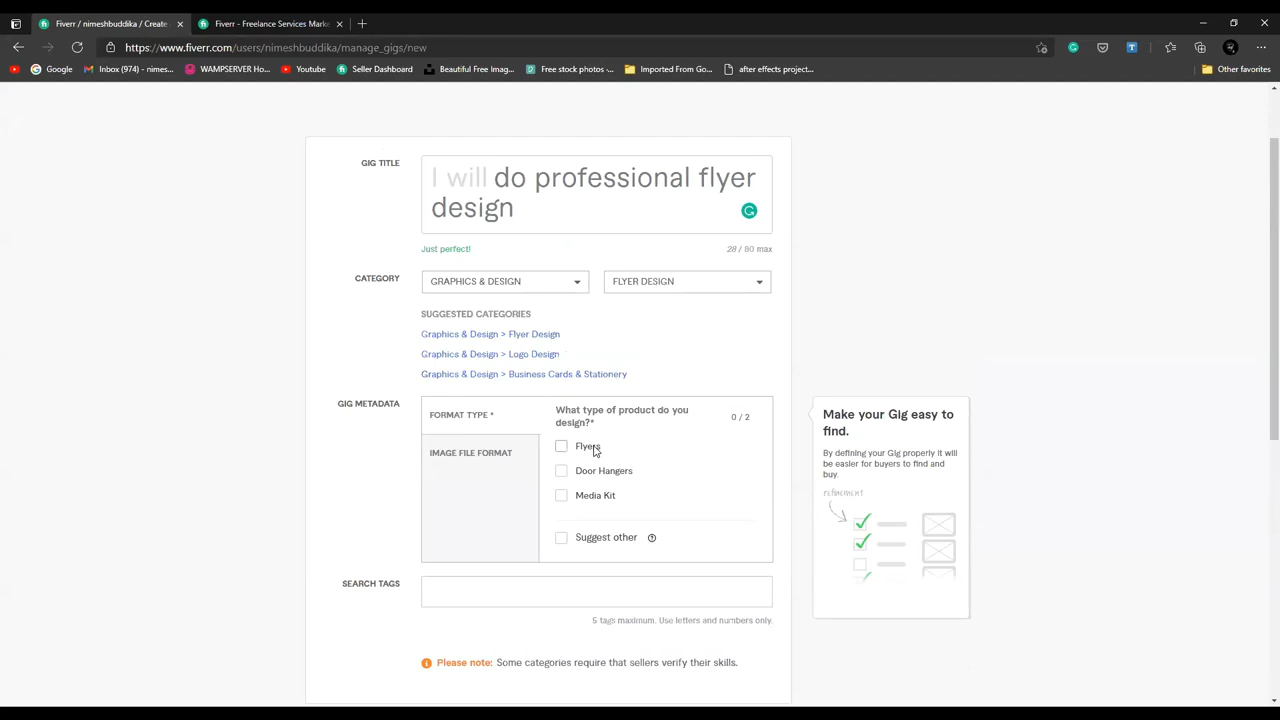 Fiverr / nimeshbuddika / Create
Fiverr - Freelance Services Marke
https://www.fiverr.com/users/nimeshbuddika/manage_gigs/new
Google
Inbox (974) - nimes...
WAMPSERVER Ho...
Youtube
Seller Dashboard
Beautiful Free Imag...
Free stock photos -...
Imported From Go...
after effects projec...
Other favorites
GIG TITLE
I will do professional flyer
design
Just perfect!
28 / 80 max
CATEGORY
GRAPHICS & DESIGN
FLYER DESIGN
SUGGESTED CATEGORIES
Graphics & Design > Flyer Design
Graphics & Design > Logo Design
Graphics & Design > Business Cards & Stationery
GIG METADATA
FORMAT TYPE *
IMAGE FILE FORMAT
What type of product do you
design?*
0 / 2
Flyers
Door Hangers
Media Kit
Suggest other
SEARCH TAGS
5 tags maximum. Use letters and numbers only.
Please note: Some categories require that sellers verify their skills.
Make your Gig easy to
find.
By defining your Gig properly it will
be easier for buyers to find and
buy.
refinement